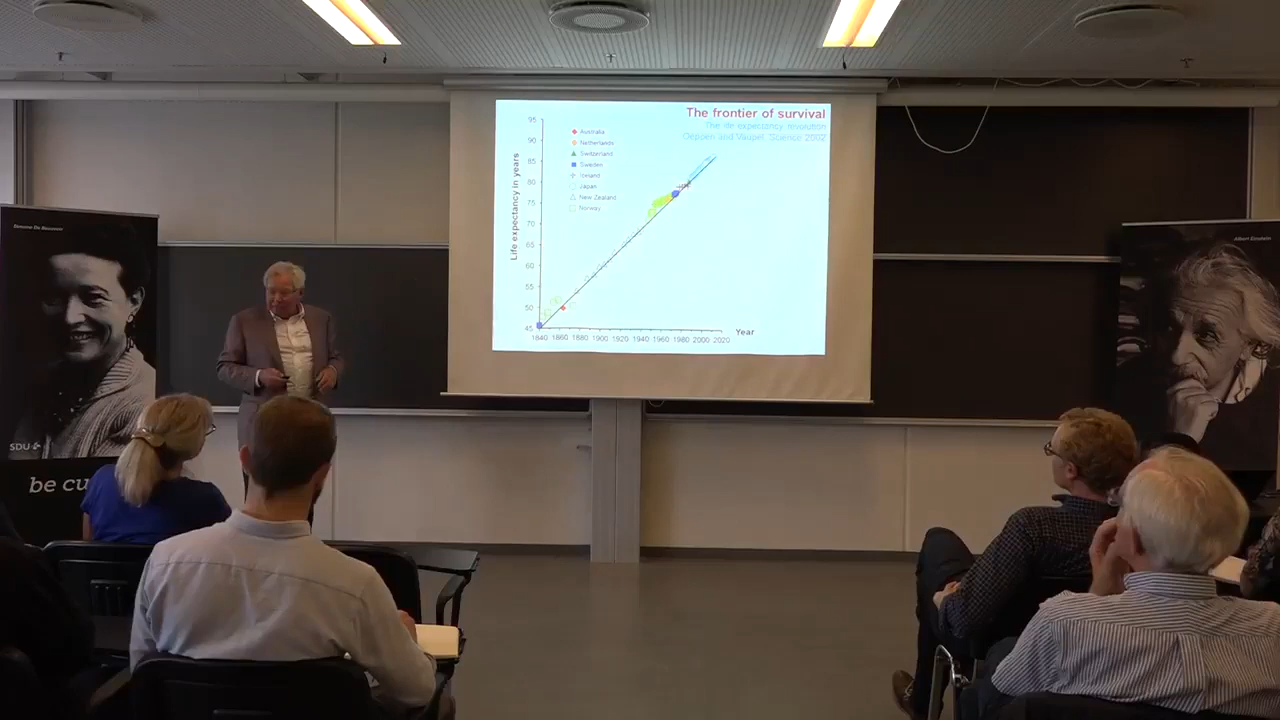 The frontier of survival
The life expectancy revolution
Oeppen and Vaupel, Science 2002
Life expectancy in years
95
90
85
80
75
70
65
60
55
50
45
Australia
Netherlands
Switzerland
Sweden
Iceland
Japan
New Zealand
Norway
1840 1860 1880 1900 1920 1940 1960 1980 2000 2020
Year
Simone De Beauvoir
SDU
be cu
Albert Einstein